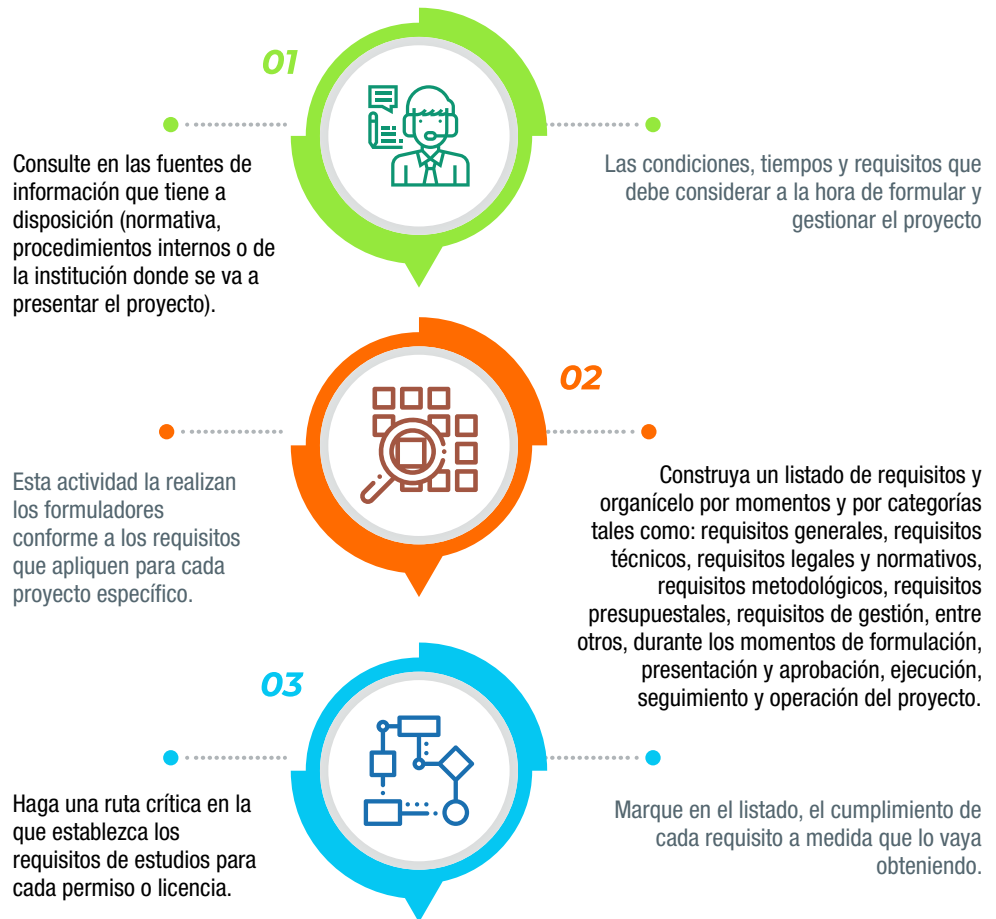 01
Consulte en las fuentes de
información que tiene a
disposición (normativa,
procedimientos internos o de
la institución donde se va a
presentar el proyecto).
Las condiciones, tiempos y requisitos que
debe considerar a la hora de formular y
gestionar el proyecto
02
Esta actividad la realizan
los formuladores
conforme a los requisitos
que apliquen para cada
proyecto específico.
Construya un listado de requisitos y
organícelo por momentos y por categorías
tales como: requisitos generales, requisitos
técnicos, requisitos legales y normativos,
requisitos metodológicos, requisitos
presupuestales, requisitos de gestión, entre
otros, durante los momentos de formulación,
presentación y aprobación, ejecución,
seguimiento y operación del proyecto.
03
Haga una ruta crítica en la
que establezca los
requisitos de estudios para
cada permiso o licencia.
Marque en el listado, el cumplimiento de
cada requisito a medida que lo vaya
obteniendo.